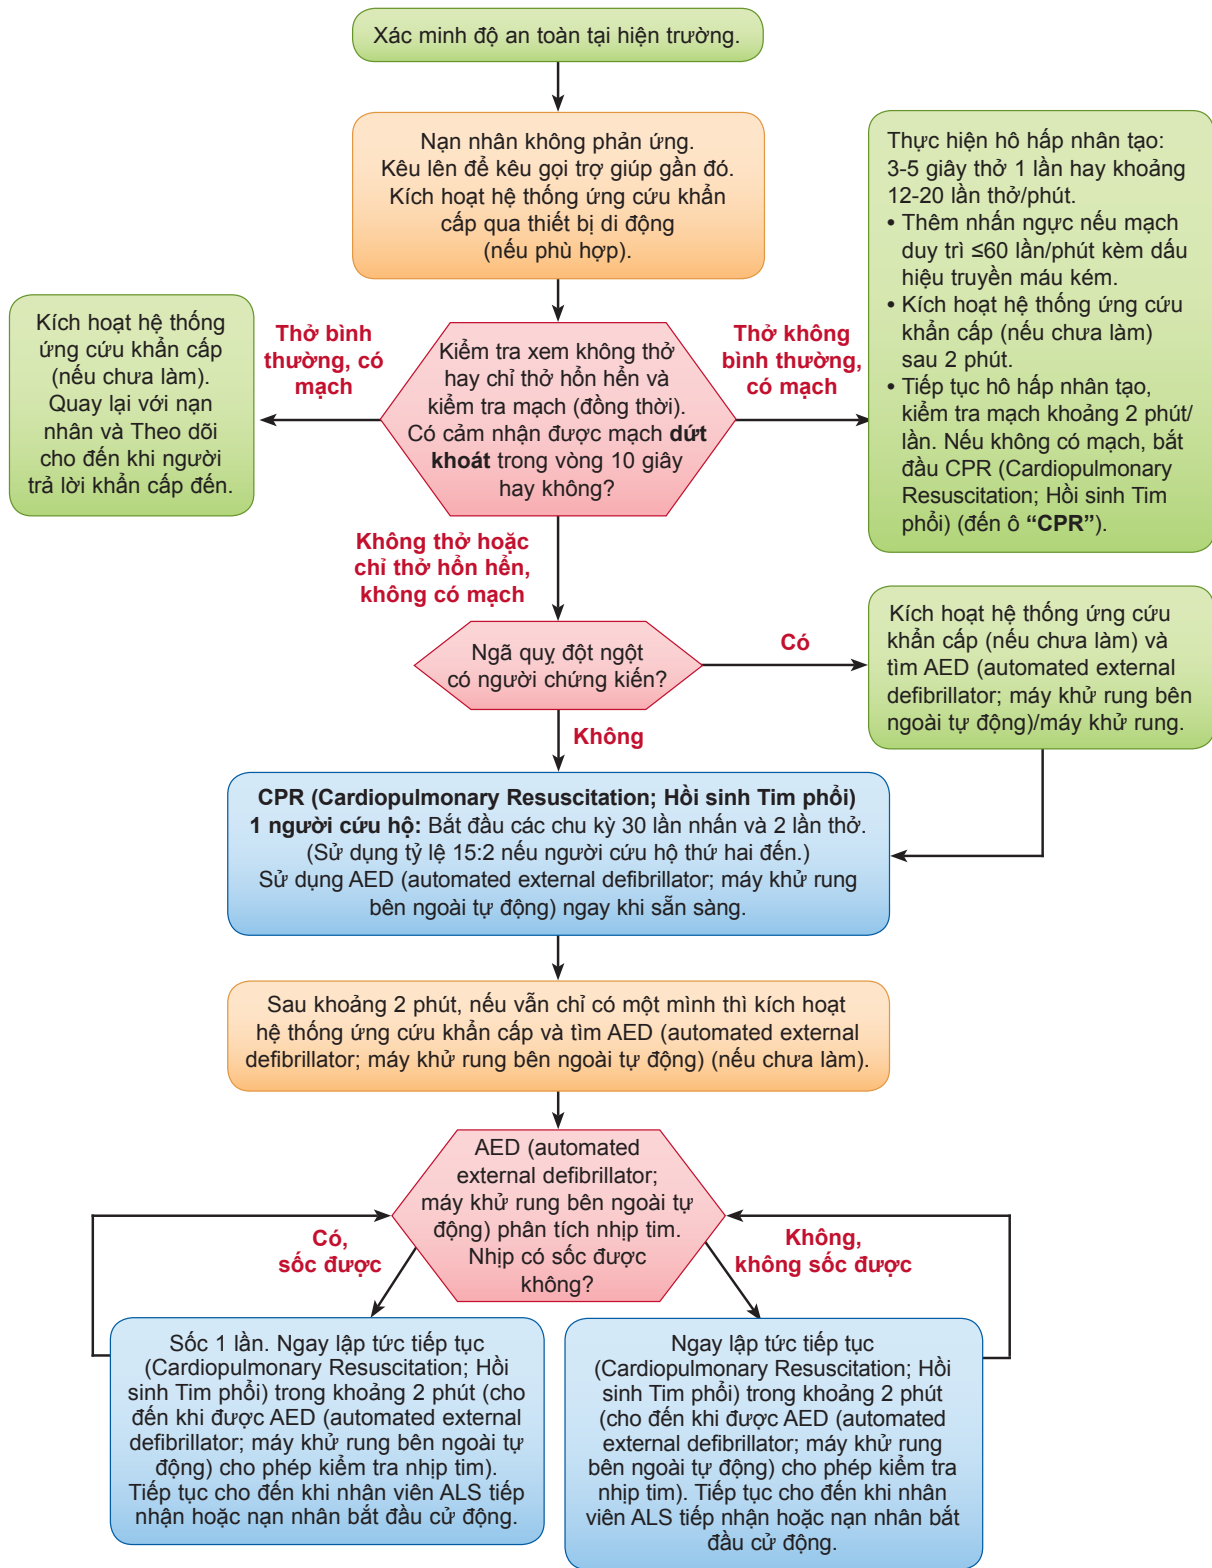 Xác minh độ an toàn tại hiện trường.
Nạn nhân không phản ứng.
Kêu lên để kêu gọi trợ giúp gần đó.
Kích hoạt hệ thống ứng cứu khẩn
cấp qua thiết bị di động
(nếu phù hợp).
Thực hiện hô hấp nhân tạo:
3-5 giây thở 1 lần hay khoảng
12-20 lần thở/phút.
• Thêm nhấn ngực nếu mạch
duy trì ≤60 lần/phút kèm dấu
hiệu truyền máu kém.
• Kích hoạt hệ thống ứng cứu
khẩn cấp (nếu chưa làm)
sau 2 phút.
• Tiếp tục hô hấp nhân tạo,
kiểm tra mạch khoảng 2 phút/
lần. Nếu không có mạch, bắt
đầu CPR (Cardiopulmonary
Resuscitation; Hồi sinh Tim
phổi) (đến ô “CPR”).
Kích hoạt hệ thống
ứng cứu khẩn cấp
(nếu chưa làm).
Quay lại với nạn
nhân và Theo dõi
cho đến khi người
trả lời khẩn cấp đến.
Thở bình
thường, có
mạch
Kiểm tra xem không thở
hay chỉ thở hổn hển và
kiểm tra mạch (đồng thời).
Có cảm nhận được mạch dứt
khoát trong vòng 10 giây
hay không?
Thở không
bình thường,
có mạch
Không thở hoặc
chỉ thở hổn hển,
không có mạch
Ngã quỵ đột ngột
có người chứng kiến?
Có
Kích hoạt hệ thống ứng cứu
khẩn cấp (nếu chưa làm) và
tìm AED (automated external
defibrillator; máy khử rung bên
ngoài tự động)/máy khử rung.
Không
CPR (Cardiopulmonary Resuscitation; Hồi sinh Tim phổi)
1 người cứu hộ: Bắt đầu các chu kỳ 30 lần nhấn và 2 lần thở.
(Sử dụng tỷ lệ 15:2 nếu người cứu hộ thứ hai đến.)
Sử dụng AED (automated external defibrillator; máy khử rung
bên ngoài tự động) ngay khi sẵn sàng.
Sau khoảng 2 phút, nếu vẫn chỉ có một mình thì kích hoạt
hệ thống ứng cứu khẩn cấp và tìm AED (automated external
defibrillator; máy khử rung bên ngoài tự động) (nếu chưa làm).
AED (automated
external defibrillator;
máy khử rung bên ngoài tự
động) phân tích nhịp tim.
Nhịp có sốc được
không?
Có,
sốc được
Không,
không sốc được
Sốc 1 lần. Ngay lập tức tiếp tục
(Cardiopulmonary Resuscitation; Hồi
sinh Tim phổi) trong khoảng 2 phút (cho
đến khi được AED (automated external
defibrillator; máy khử rung bên ngoài tự
động) cho phép kiểm tra nhịp tim).
Tiếp tục cho đến khi nhân viên ALS tiếp
nhận hoặc nạn nhân bắt đầu cử động.
Ngay lập tức tiếp tục
(Cardiopulmonary Resuscitation; Hồi
sinh Tim phổi) trong khoảng 2 phút
(cho đến khi được AED (automated
external defibrillator; máy khử rung
bên ngoài tự động) cho phép kiểm tra
nhịp tim). Tiếp tục cho đến khi nhân
viên ALS tiếp nhận hoặc nạn nhân bắt
đầu cử động.